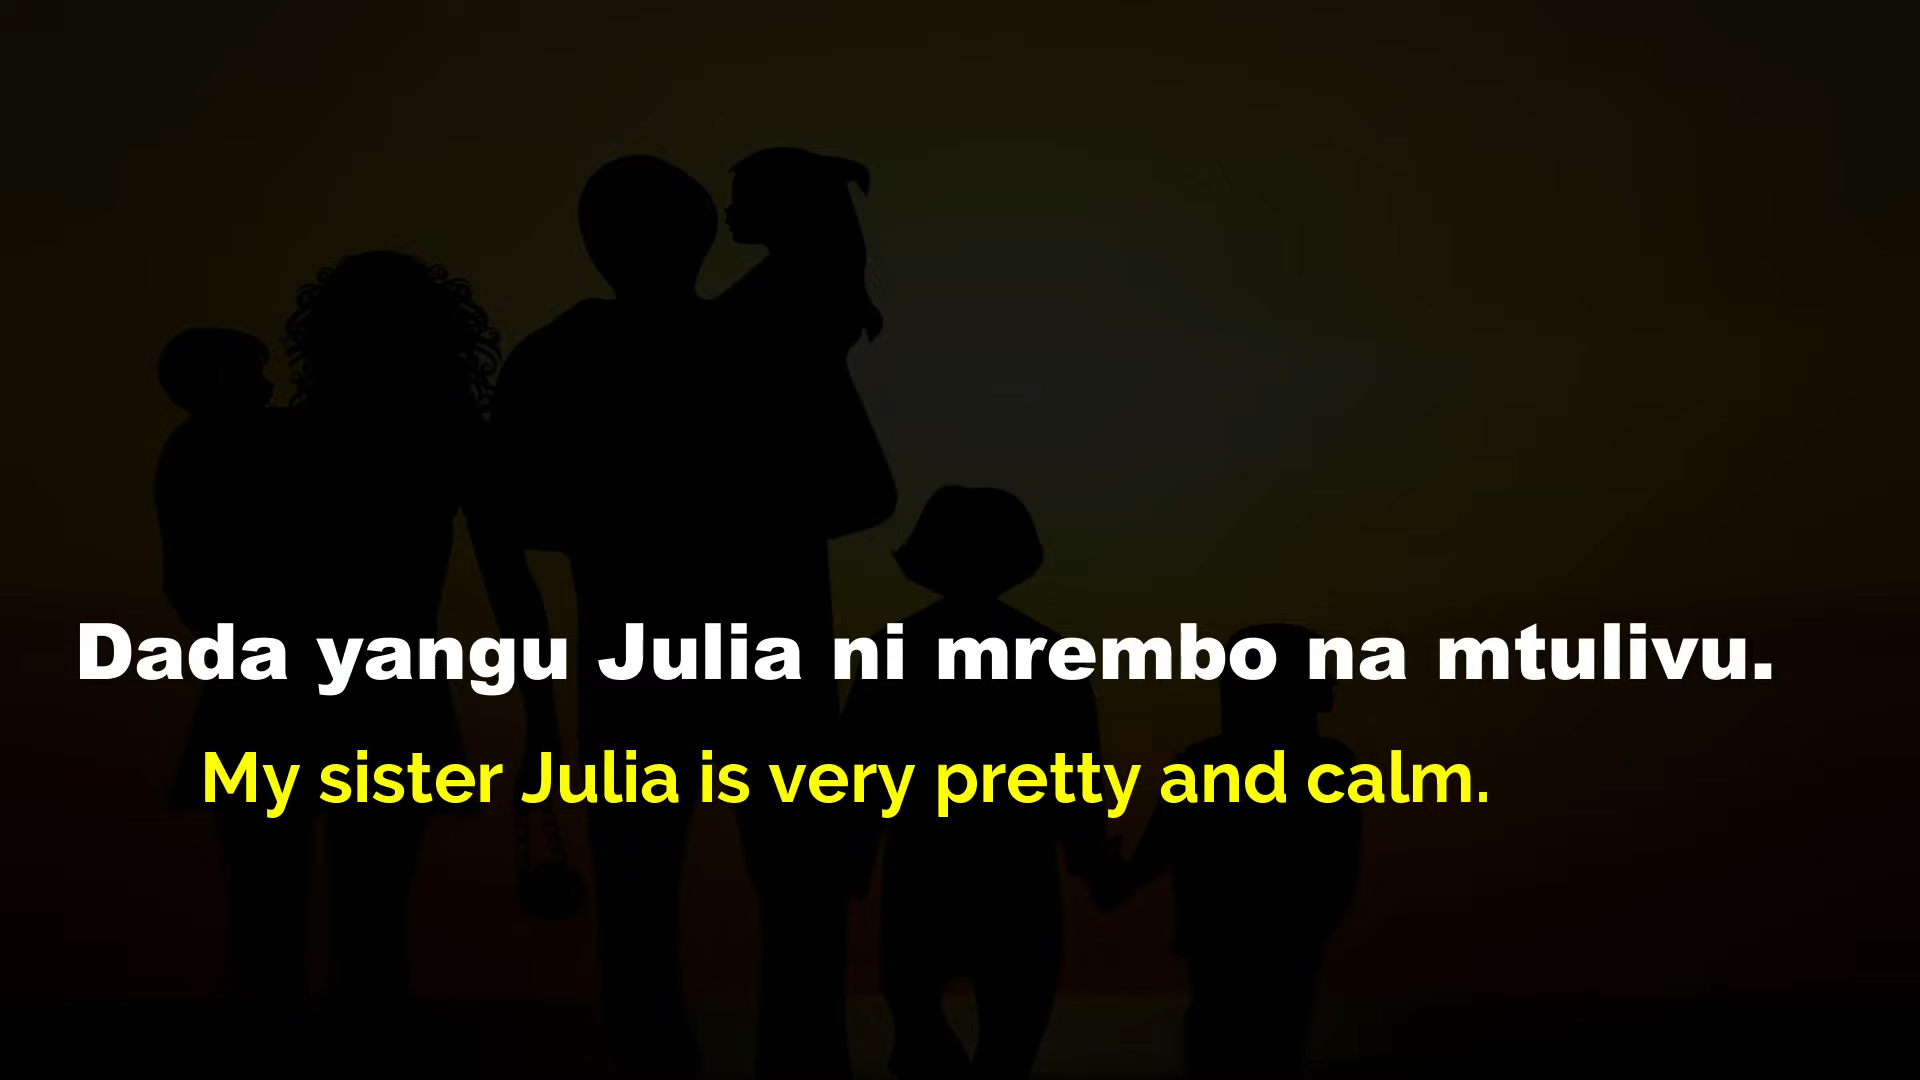 Dada yangu Julia ni mrembo na mtulivu.
My sister Julia is very pretty and calm.